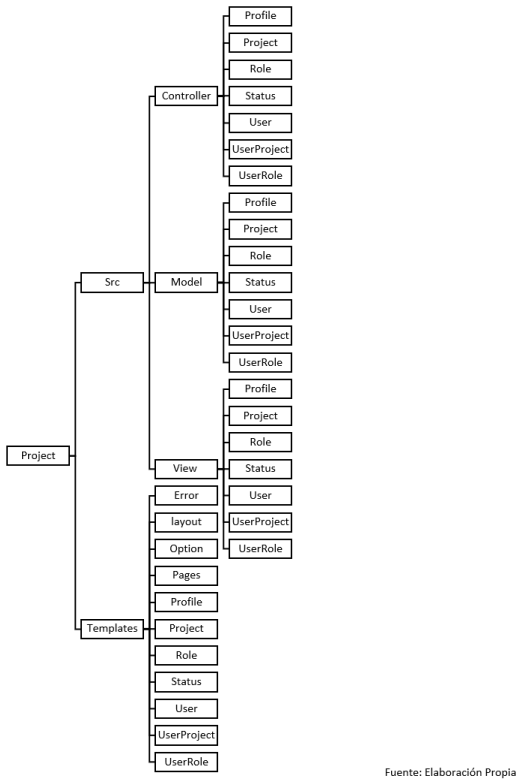 Project
Src
Controller
Profile
Project
Role
Status
User
UserProject
UserRole
Model
Profile
Project
Role
Status
User
UserProject
UserRole
View
Profile
Project
Role
Status
User
UserProject
UserRole
Templates
Error
layout
Option
Pages
Profile
Project
Role
Status
User
UserProject
UserRole
Fuente: Elaboración Propia